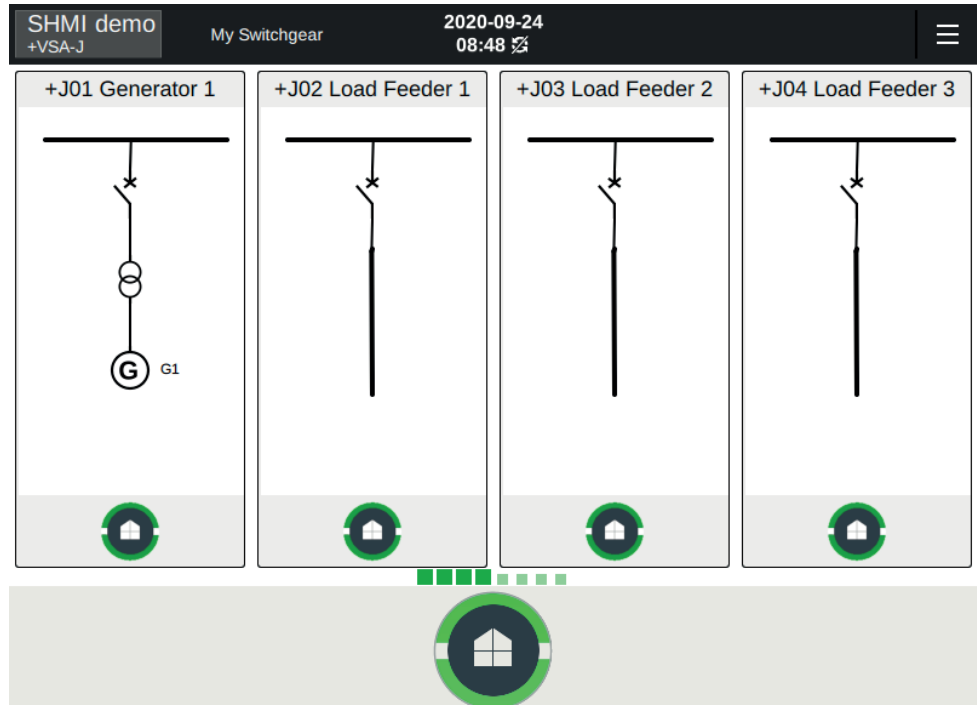 SHMI demo
+VSA-J
My Switchgear
2020-09-24
08:48
+J01 Generator 1
+J02 Load Feeder 1
+J03 Load Feeder 2
+J04 Load Feeder 3
G G1